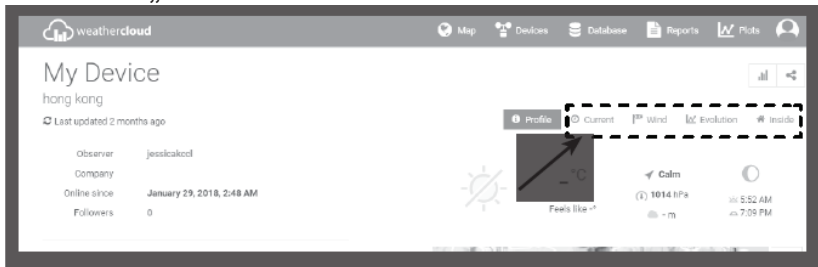 weathercloud Map Devices Database Reports Plots
My Device
hong kong
Last updated 2 months ago
Profile Current Wind Evolution Inside
Observer jessicakcol
Company
Online since January 29, 2018, 2:48 AM
Followers 0
_°C
Feels like -°
Calm
1014 hPa
- m
5:52 AM
7:09 PM